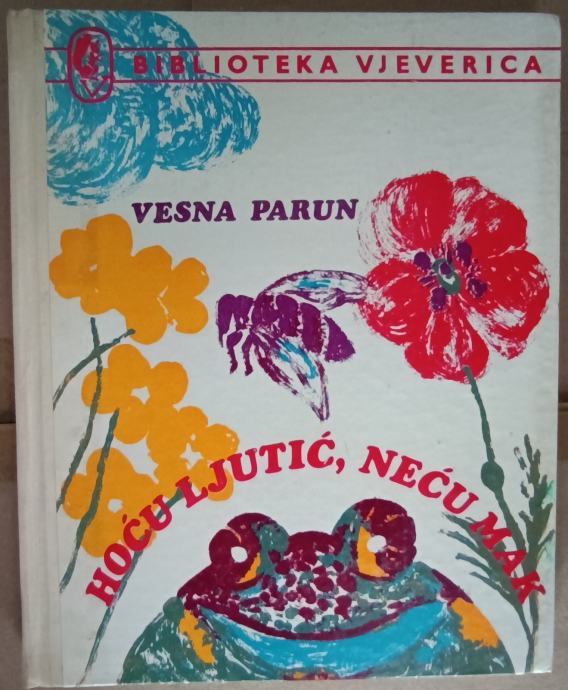 BIBLIOTEKA VJEVERICA
VESNA PARUN
HOĆU LJUTIĆ, NEĆU MAK